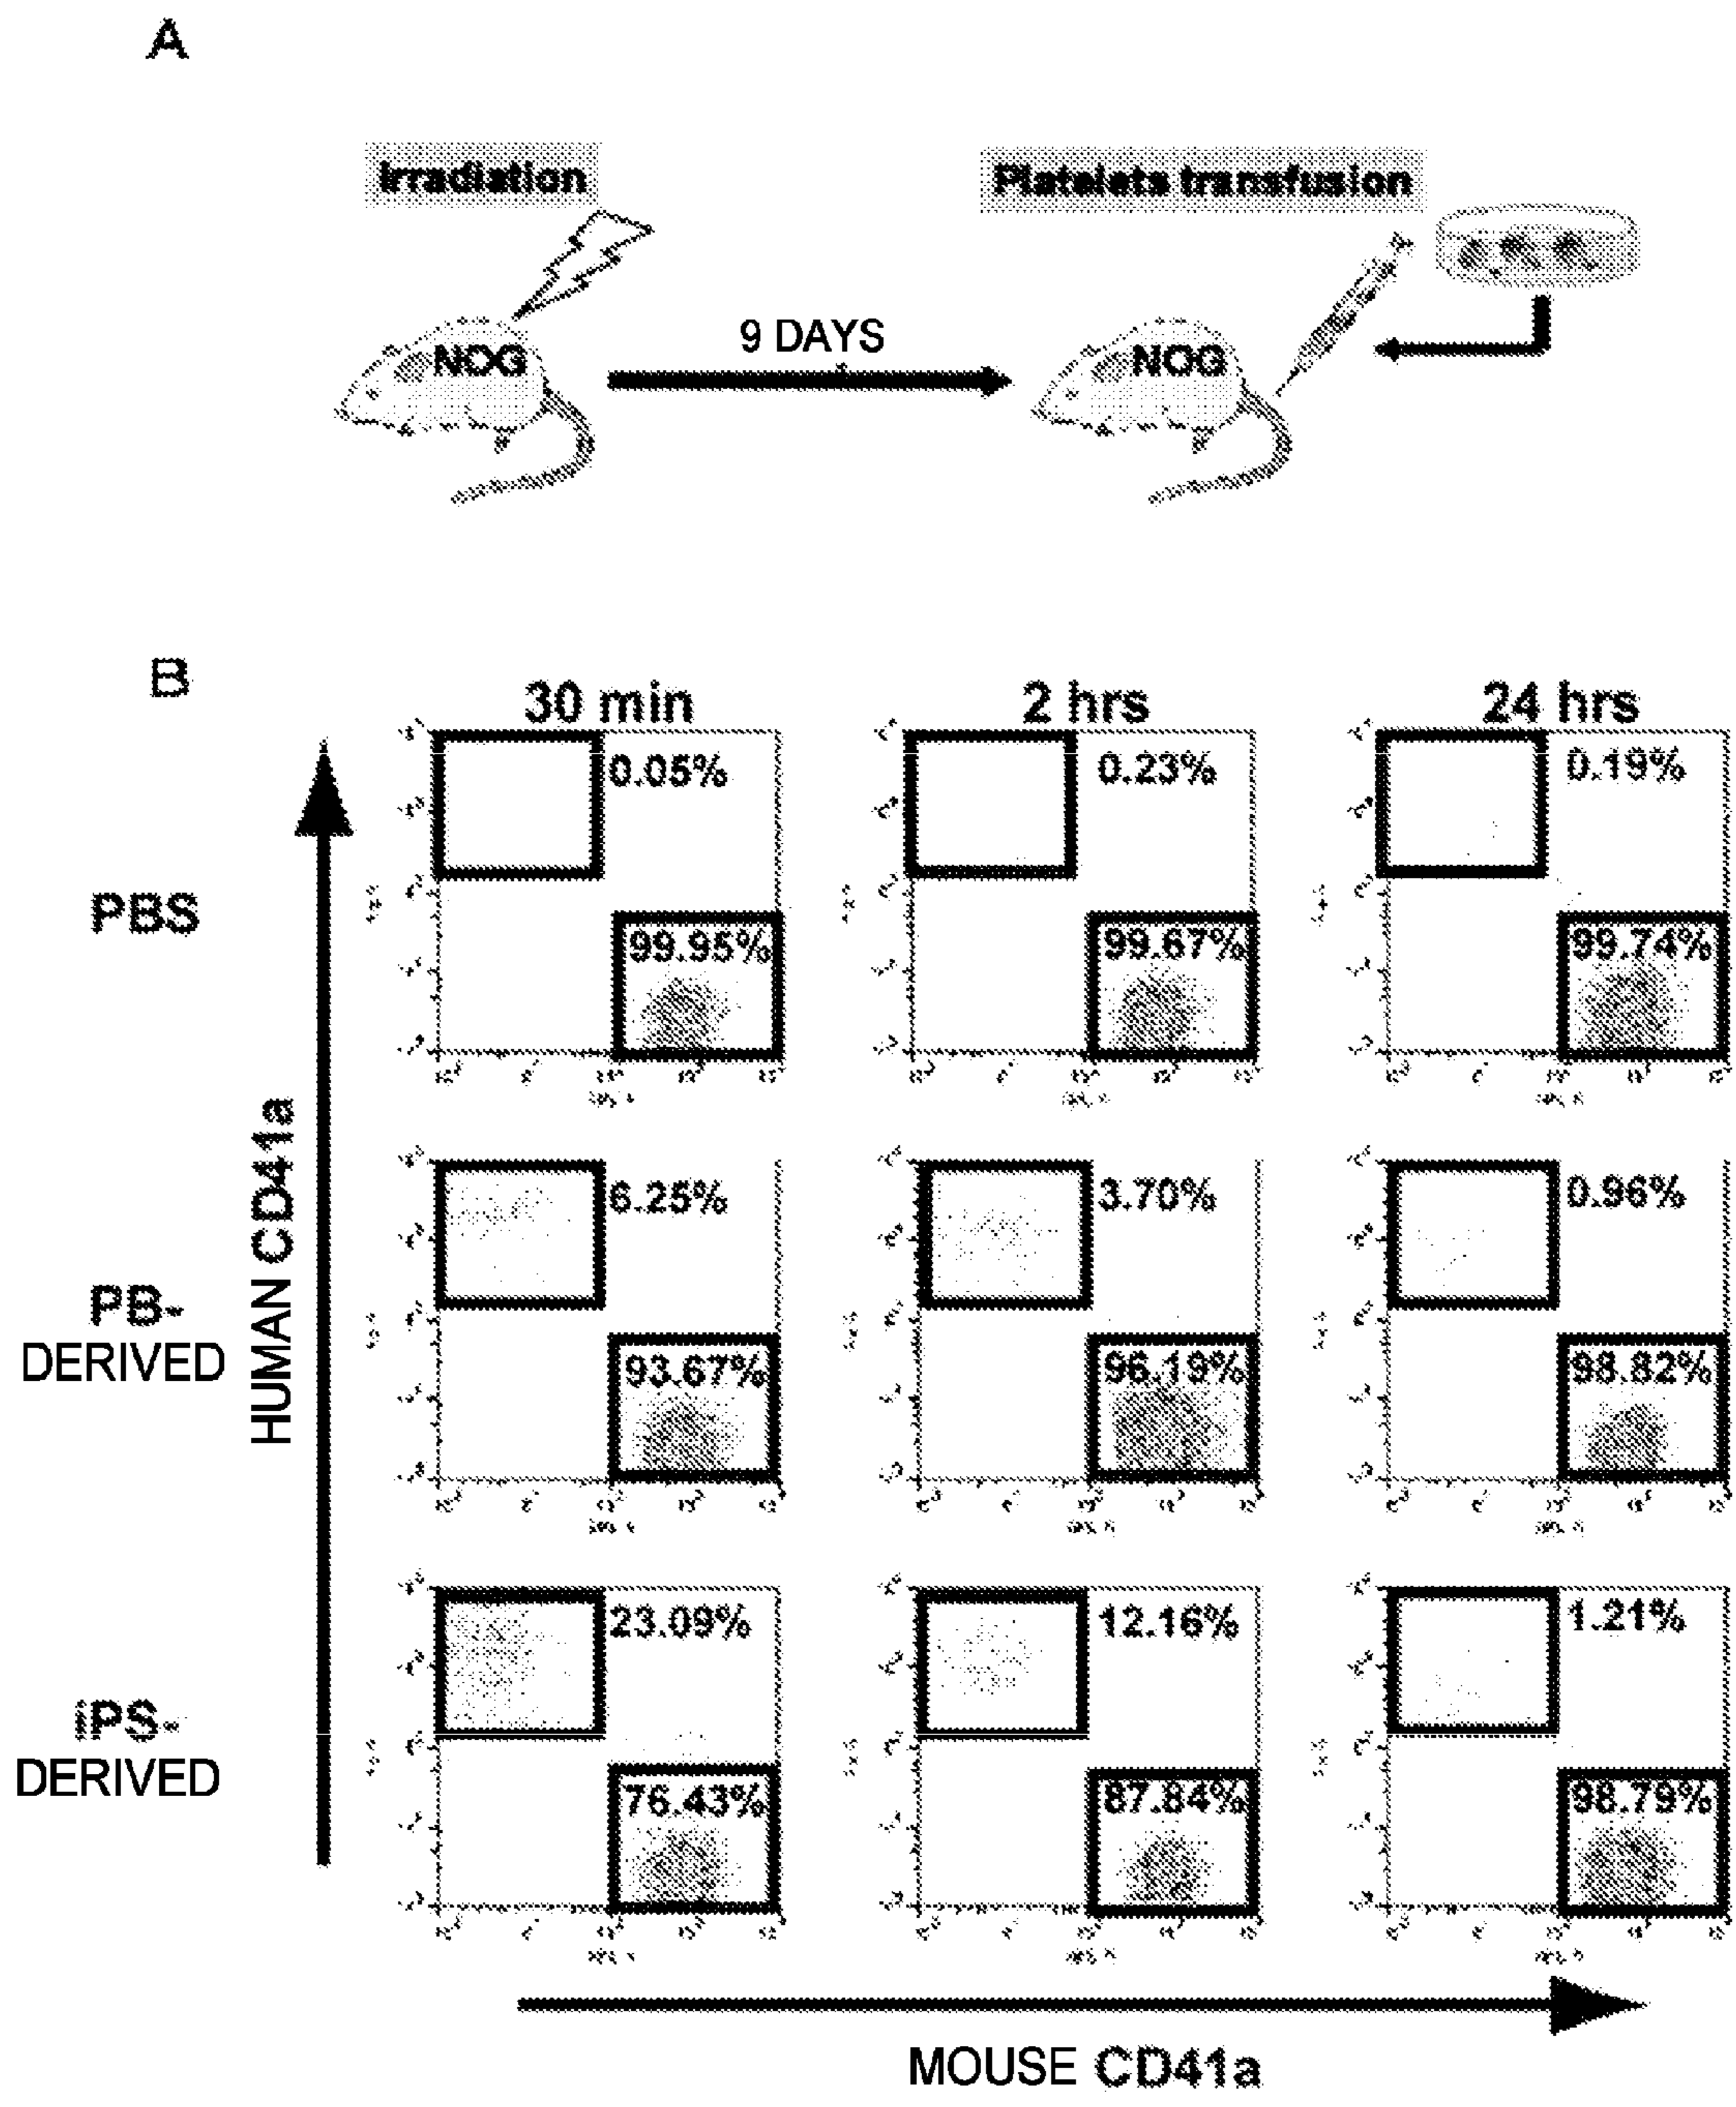 A
Irradiation
Platelets transfusion
NOG
9 DAYS
NOG
B
30 min
2 hrs
24 hrs
PBS
0.05%
0.23%
0.19%
99.95%
99.67%
99.74%
HUMAN CD41a
PB-
DERIVED
6.25%
3.70%
0.96%
93.67%
96.19%
98.82%
iPS-
DERIVED
23.09%
12.16%
1.21%
76.43%
87.84%
98.79%
MOUSE CD41a